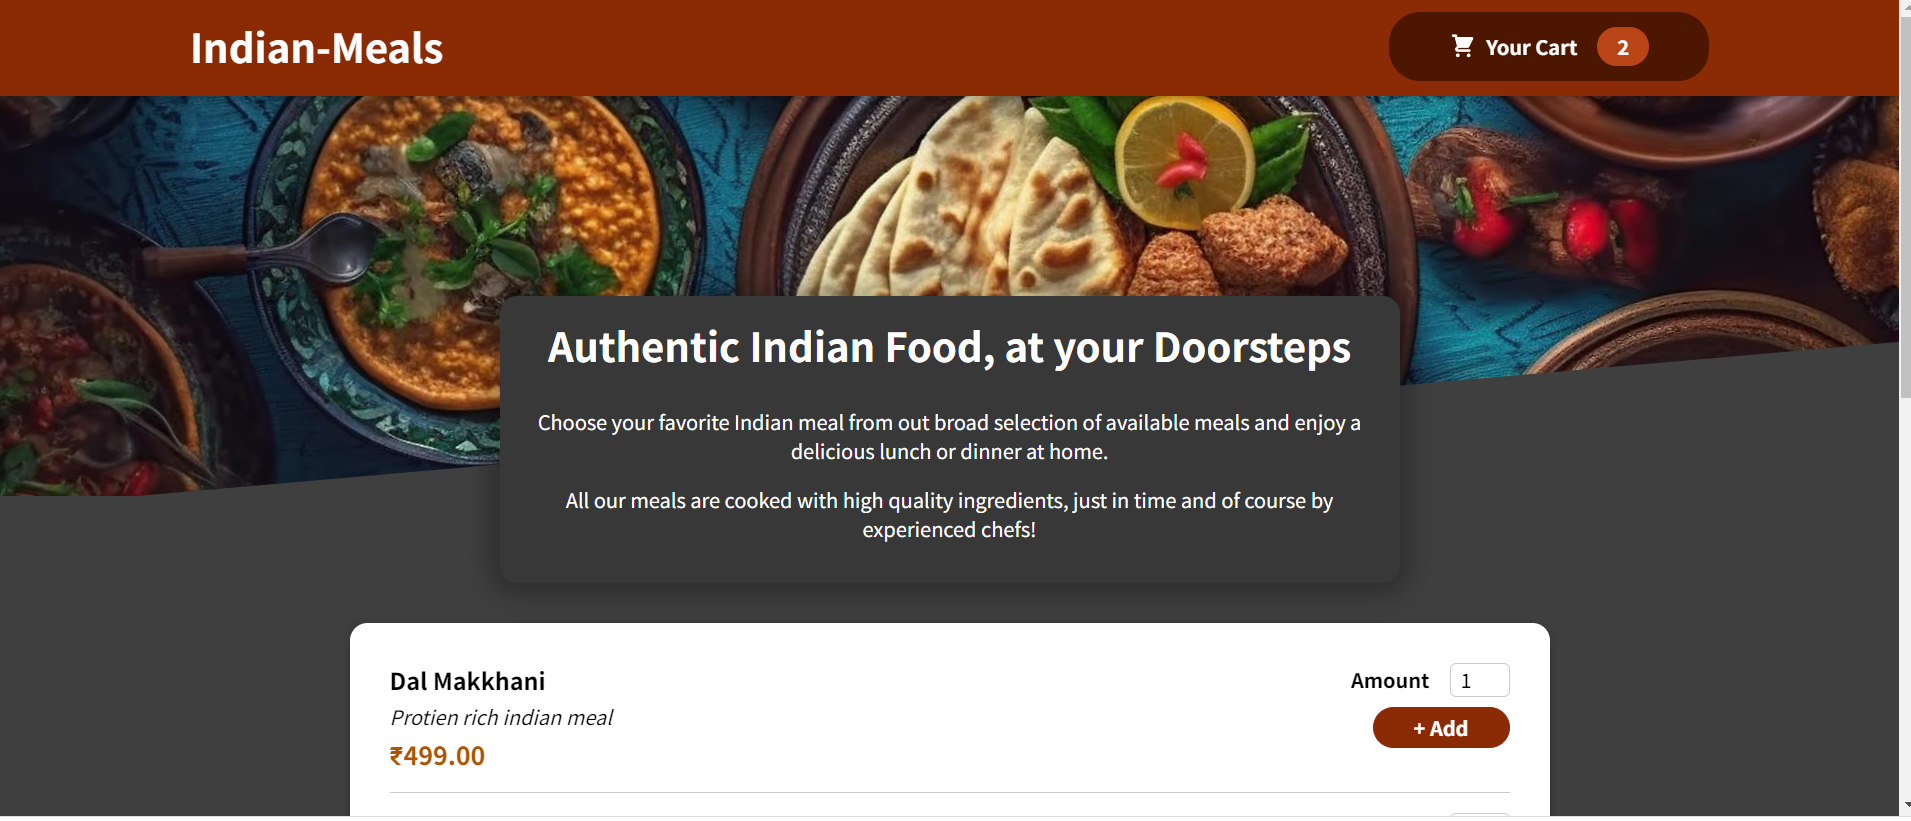 Indian-Meals
Your Cart 2
Authentic Indian Food, at your Doorsteps
Choose your favorite Indian meal from out broad selection of available meals and enjoy a
delicious lunch or dinner at home.
All our meals are cooked with high quality ingredients, just in time and of course by
experienced chefs!
Dal Makkhani
Protien rich indian meal
₹499.00
Amount 1
+ Add